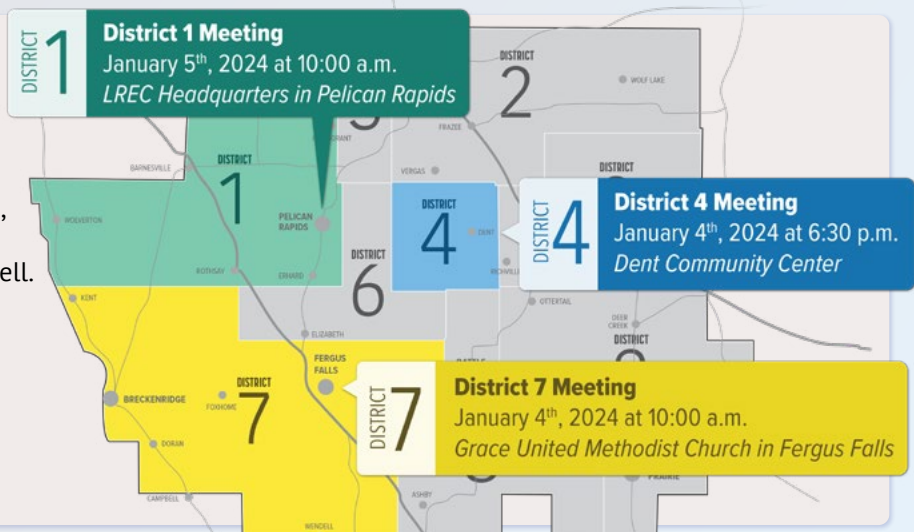 DISTRICT 1
District 1 Meeting
January 5th, 2024 at 10:00 a.m.
LREC Headquarters in Pelican Rapids
DISTRICT
2
WOLF LAKE
FRAZEE
BARNESVILLE
DISTRICT
1
VERGAS
,
ell.
WOLVERTON
PELICAN
RAPIDS
DISTRICT
4
DENT
DISTRICT 4
District 4 Meeting
January 4th, 2024 at 6:30 p.m.
Dent Community Center
ROTHSAY
ERHARD
DISTRICT
6
KENT
OTTERTAIL
DEER
CREEK
ELIZABETH
DISTRICT
FERGUS
FALLS
BRECKENRIDGE
FOXHOME
DISTRICT
7
DISTRICT 7
District 7 Meeting
January 4th, 2024 at 10:00 a.m.
Grace United Methodist Church in Fergus Falls
DORAN
PRAIRIE
CAMPBELL
ASHBY
WENDELL